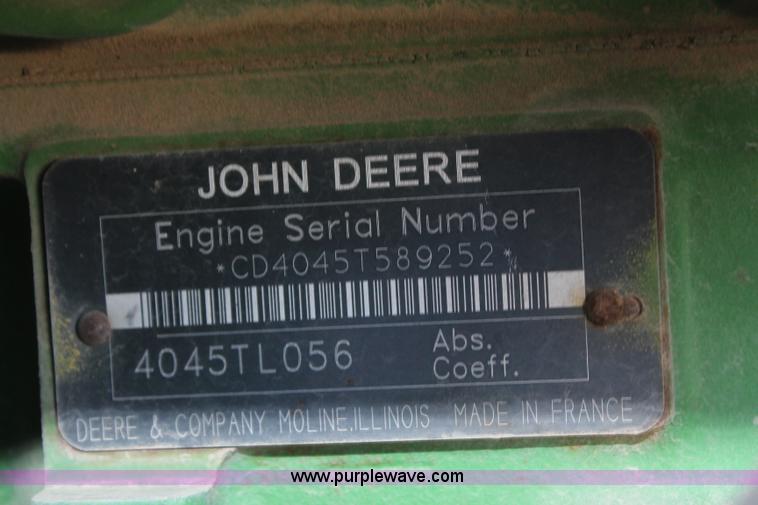 JOHN DEERE
Engine Serial Number
*CD4045T589252*
4045TL056
Abs.
Coeff.
DEERE & COMPANY MOLINE,ILLINOIS MADE IN FRANCE
www.purplewave.com